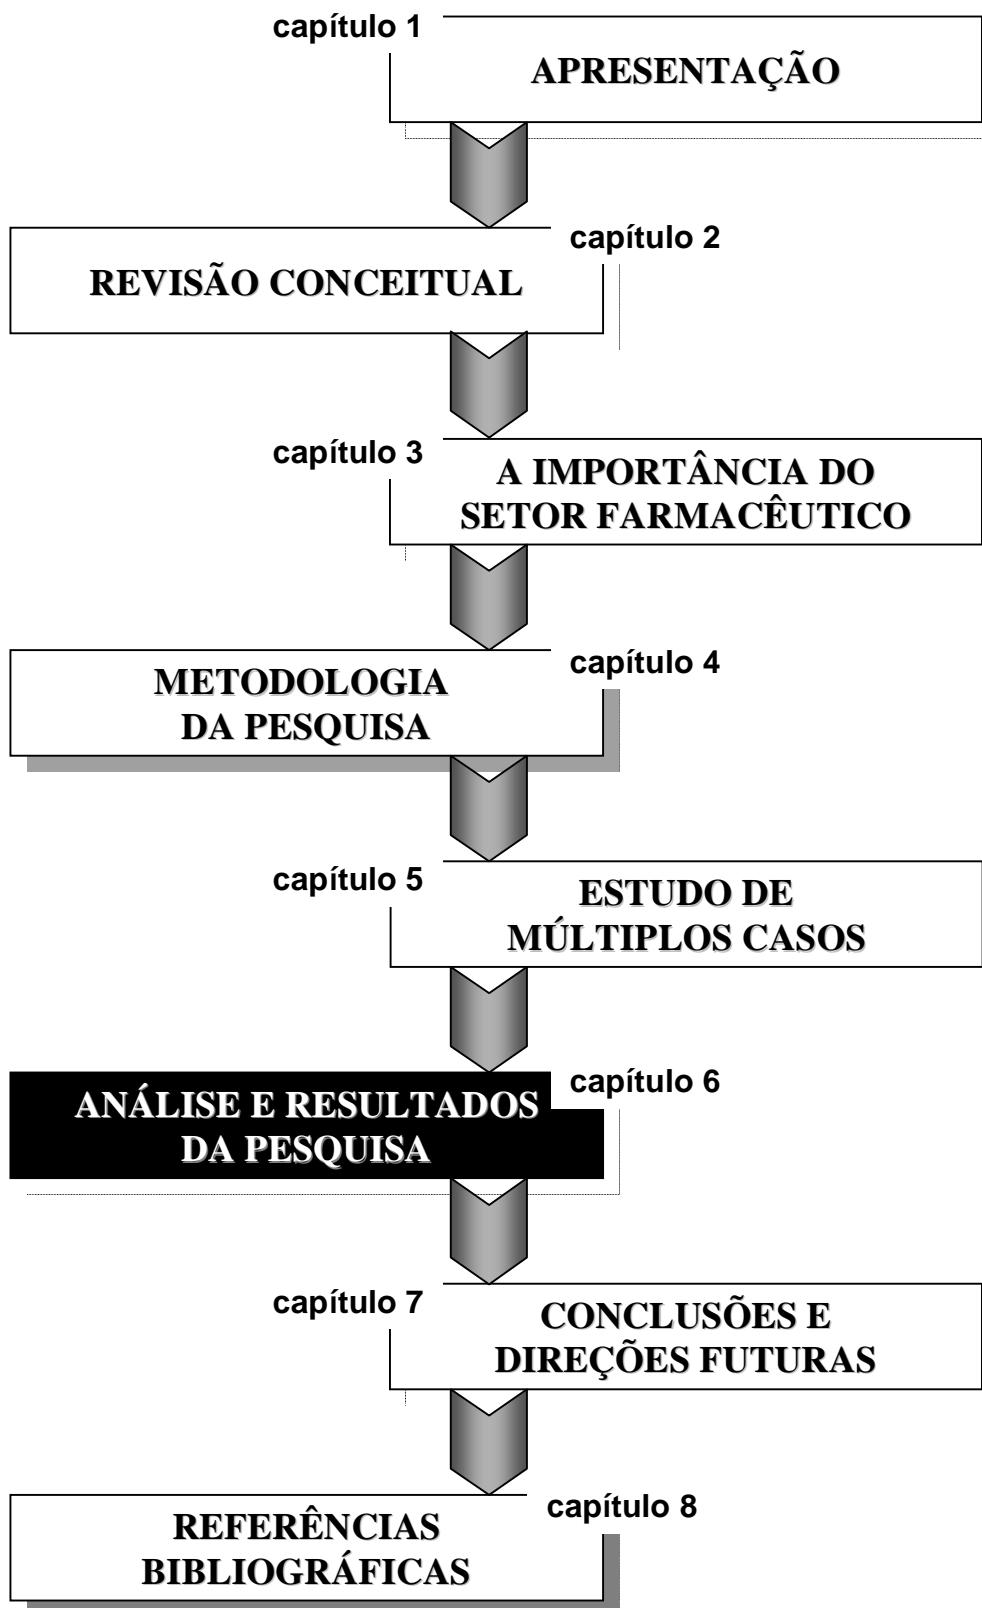 capítulo 1
APRESENTAÇÃO
capítulo 2
REVISÃO CONCEITUAL
capítulo 3
A IMPORTÂNCIA DO
SETOR FARMACÊUTICO
capítulo 4
METODOLOGIA
DA PESQUISA
capítulo 5
ESTUDO DE
MÚLTIPLOS CASOS
capítulo 6
ANÁLISE E RESULTADOS
DA PESQUISA
capítulo 7
CONCLUSÕES E
DIREÇÕES FUTURAS
capítulo 8
REFERÊNCIAS
BIBLIOGRÁFICAS